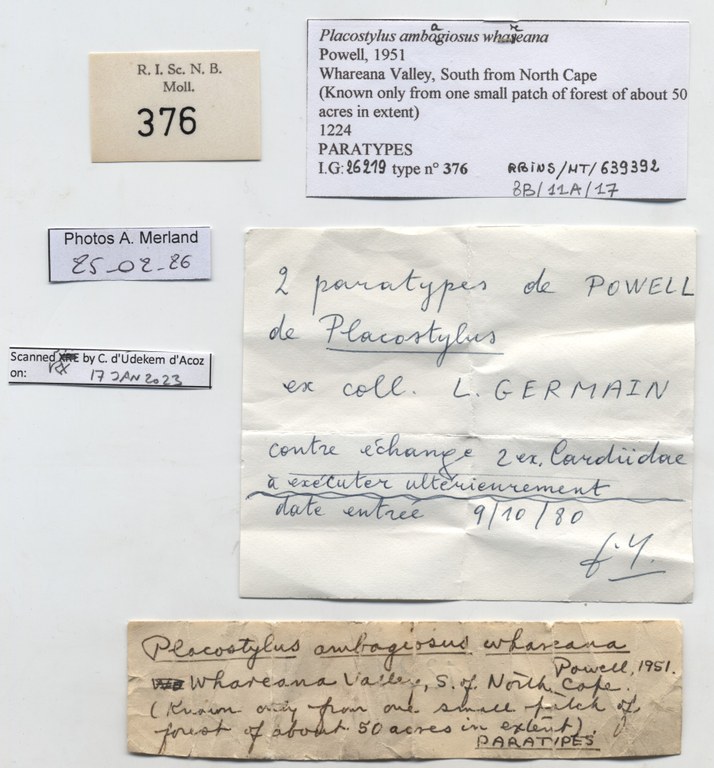 R. I. Sc. N. B.
Moll.
376
Placostylus ambagiosus whareana
Powell, 1951
Whareana Valley, South from North Cape
(Known only from one small patch of forest of about 50
acres in extent)
1224
PARATYPES
I.G: 26219 type n° 376 RBINS/MT/639392
8B/11A/17
Photos A. Merland
25-02-26
Scanned by C. d'Udekem d'Acoz
on: RX 17 JAN 2023
2 paratypes de POWELL
de Placostylus
ex coll. L. GERMAIN
contre échange 2 ex. Cardiidae
à exécuter ultérieurement
date entrée 9/10/80
Placostylus ambagiosus whareana
Powell, 1951.
Whareana Valley, S. of North Cape.
(Known only from one small patch of
forest of about 50 acres in extent).
PARATYPES